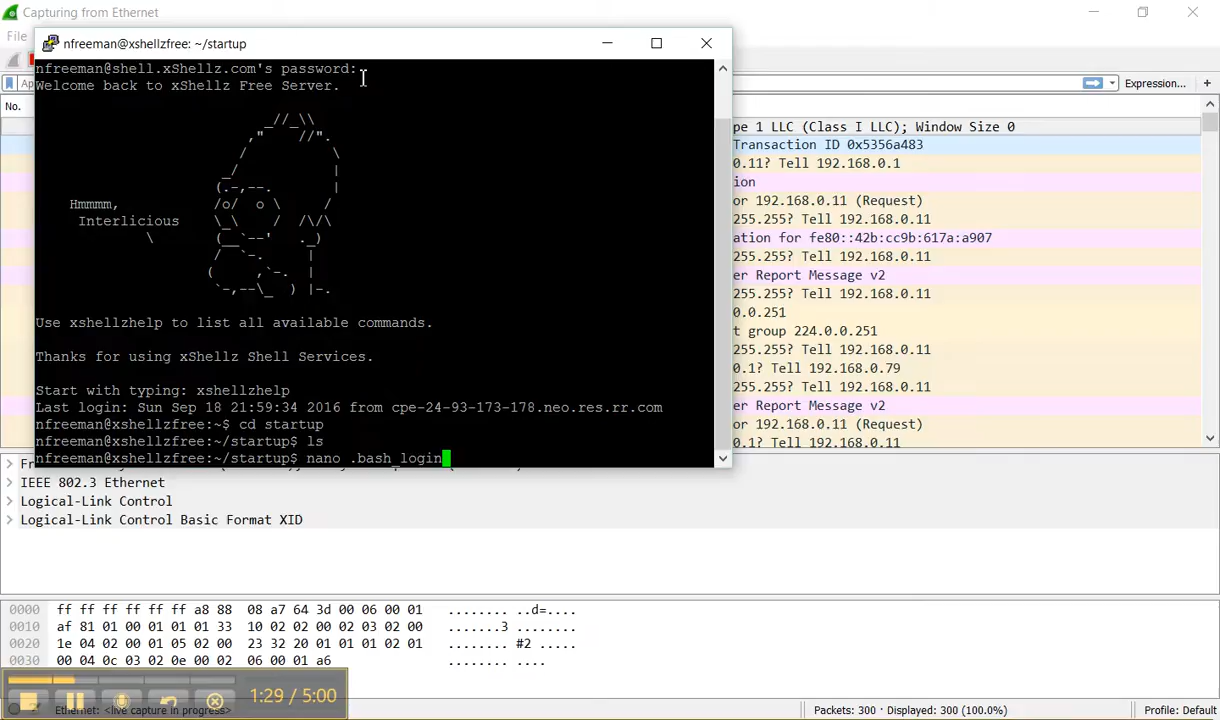 Capturing from Ethernet
File
nfreeman@xshellzfree: ~/startup
nfreeman@shell.xShellz.com's password:
Welcome back to xShellz Free Server.
Hmmmm,
Interlicious
Use xshellzhelp to list all available commands.
Thanks for using xShellz Shell Services.
Start with typing: xshellzhelp
Last login: Sun Sep 18 21:59:34 2016 from cpe-24-93-173-178.neo.res.rr.com
nfreeman@xshellzfree:~$ cd startup
nfreeman@xshellzfree:~/startup$ ls
nfreeman@xshellzfree:~/startup$ nano .bash_login
Ap
Expression... +
No.
pe 1 LLC (Class I LLC); Window Size 0
Transaction ID 0x5356a483
0.11? Tell 192.168.0.1
ion
or 192.168.0.11 (Request)
255.255? Tell 192.168.0.11
ation for fe80::42b:cc9b:617a:a907
255.255? Tell 192.168.0.11
er Report Message v2
255.255? Tell 192.168.0.11
0.0.251
t group 224.0.0.251
255.255? Tell 192.168.0.11
0.1? Tell 192.168.0.79
255.255? Tell 192.168.0.11
er Report Message v2
or 192.168.0.11 (Request)
255.255? Tell 192.168.0.11
Fr
IEEE 802.3 Ethernet
Logical-Link Control
Logical-Link Control Basic Format XID
0000 ff ff ff ff ff ff a8 88 08 a7 64 3d 00 06 00 01 ........ ..d=....
0010 af 81 01 00 01 01 01 33 10 02 02 00 02 03 02 00 .......3 ........
0020 1e 04 02 00 01 05 02 00 23 32 20 01 01 01 02 01 ........ #2 .....
0030 00 04 0c 03 02 0e 00 02 06 00 01 a6 ........ ....
1:29 / 5:00
Ethernet: <live capture in progress>
Packets: 300 · Displayed: 300 (100.0%)
Profile: Default